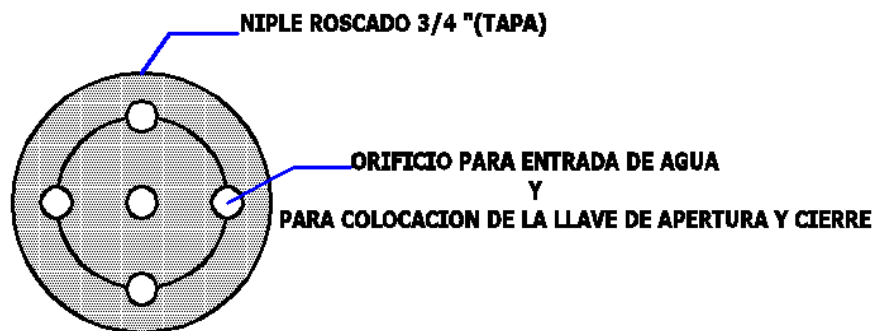 NIPLE ROSCADO 3/4 "(TAPA)
ORIFICIO PARA ENTRADA DE AGUA
Y
PARA COLOCACION DE LA LLAVE DE APERTURA Y CIERRE